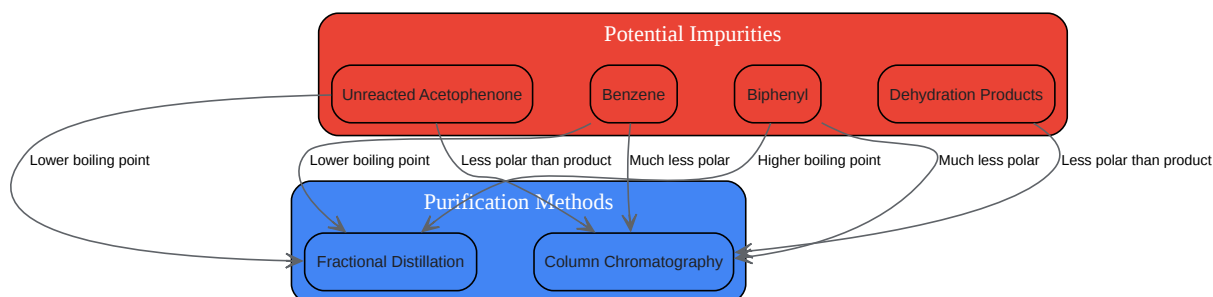 Potential Impurities
Unreacted Acetophenone
Benzene
Biphenyl
Dehydration Products
Lower boiling point
Lower boiling point
Less polar than product
Much less polar
Higher boiling point
Much less polar
Less polar than product
Purification Methods
Fractional Distillation
Column Chromatography